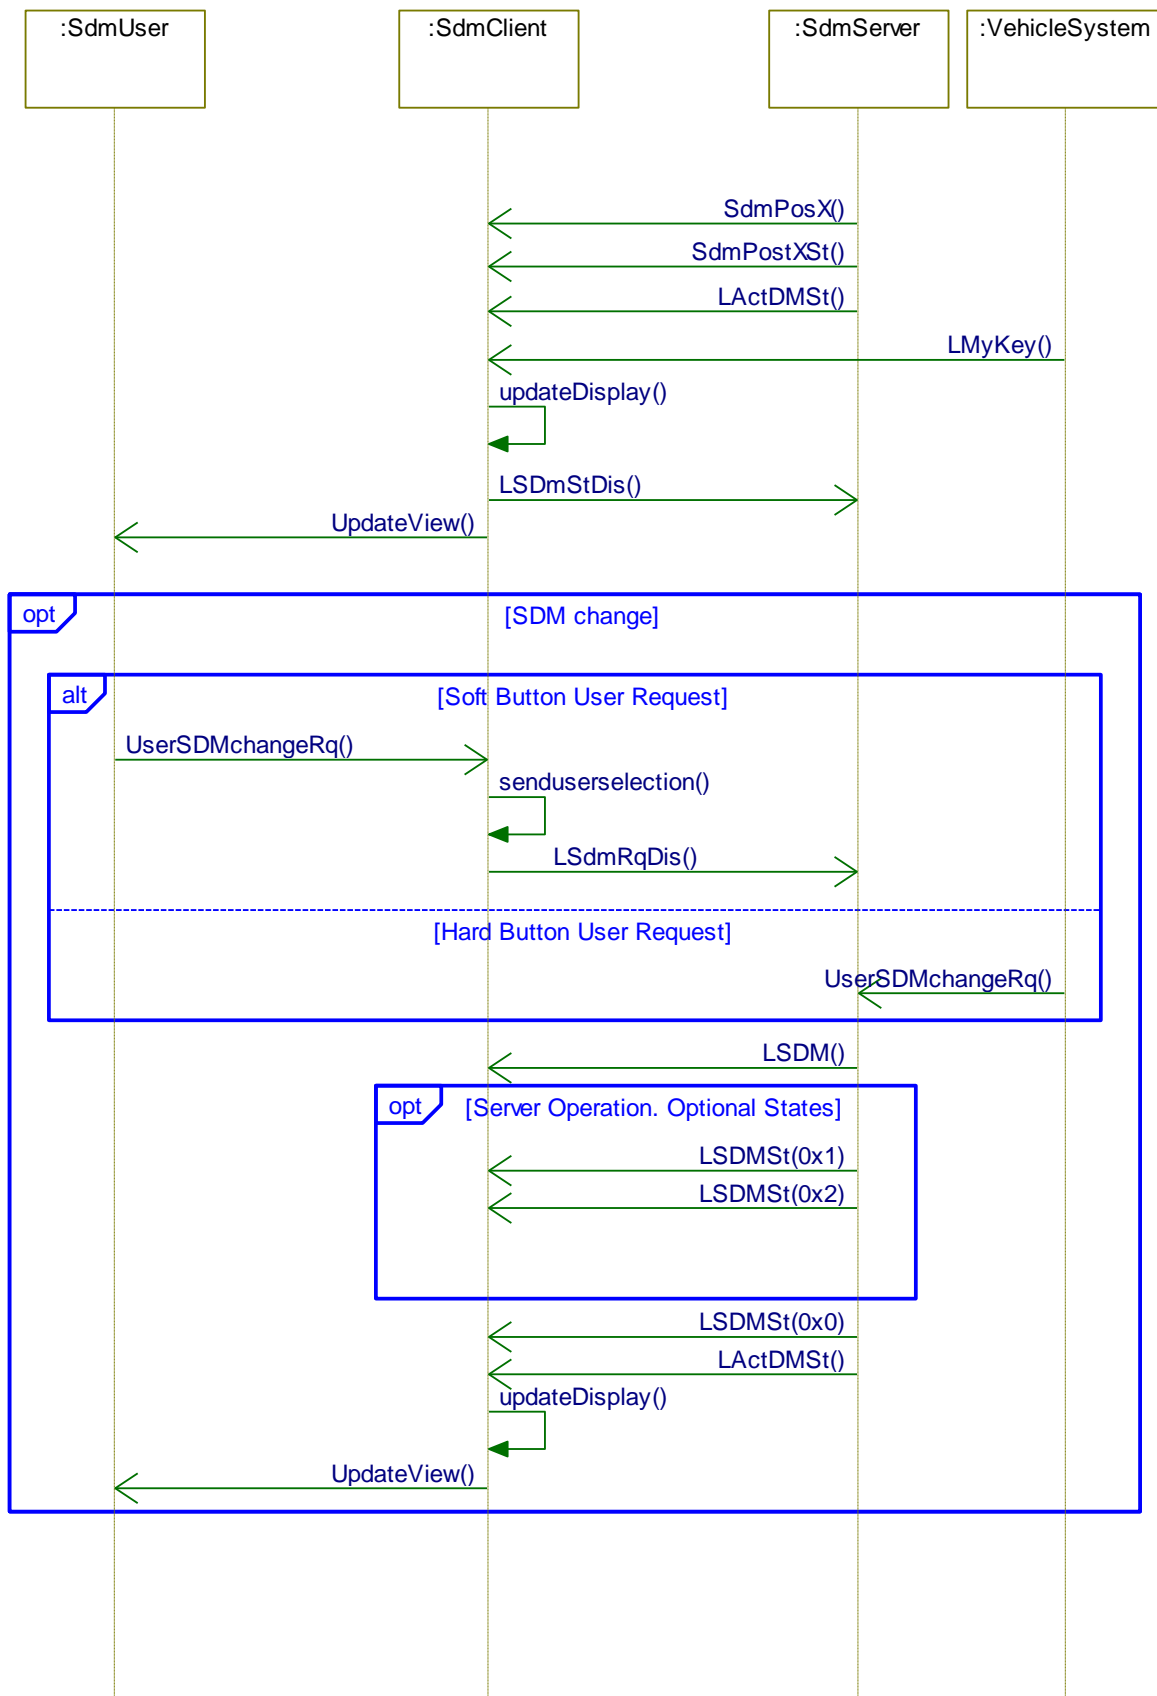 :SdmUser
:SdmClient
:SdmServer
:VehicleSystem
SdmPosX()
SdmPostXSt()
LActDMSt()
LMyKey()
updateDisplay()
LSDmStDis()
UpdateView()
opt
[SDM change]
alt
[Soft Button User Request]
UserSDMchangeRq()
senduserselection()
LSdmRqDis()
[Hard Button User Request]
UserSDMchangeRq()
LSDM()
opt
[Server Operation. Optional States]
LSDMSt(0x1)
LSDMSt(0x2)
LSDMSt(0x0)
LActDMSt()
updateDisplay()
UpdateView()